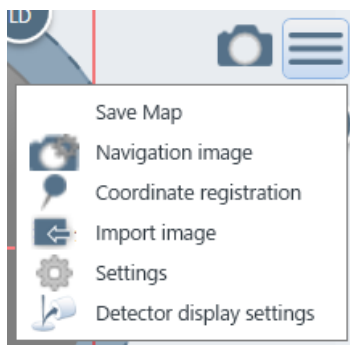 LD
Save Map
Navigation image
Coordinate registration
Import image
Settings
Detector display settings